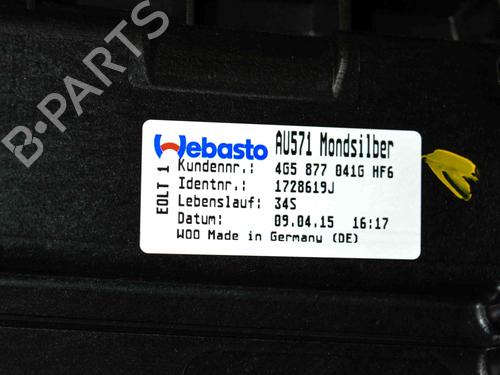 B-PARTS
Webasto AU571 Mondsilber
EOLT 1
Kundennr.: 4G5 877 041G HF6
Identnr.: 1728619J
Lebenslauf: 34S
Datum: 09.04.15 16:17
WOO Made in Germany (DE)